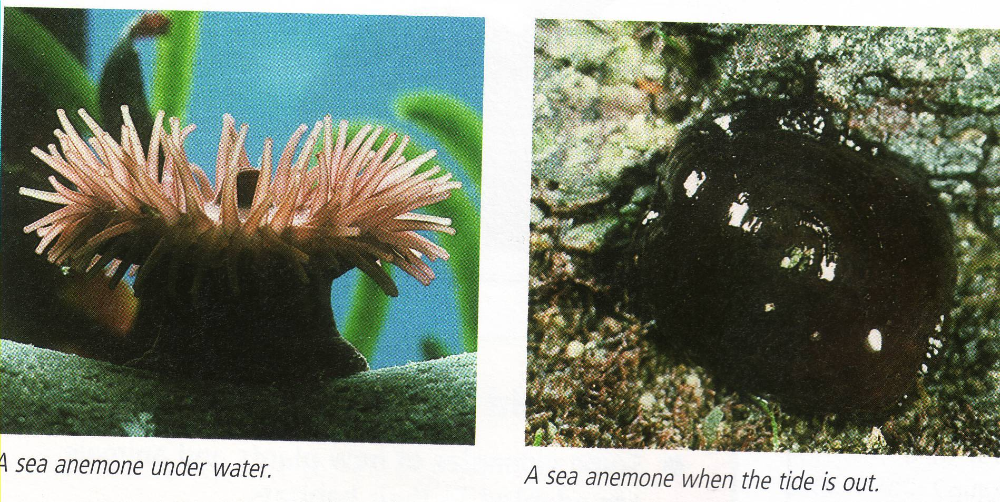 A sea anemone under water.
A sea anemone when the tide is out.